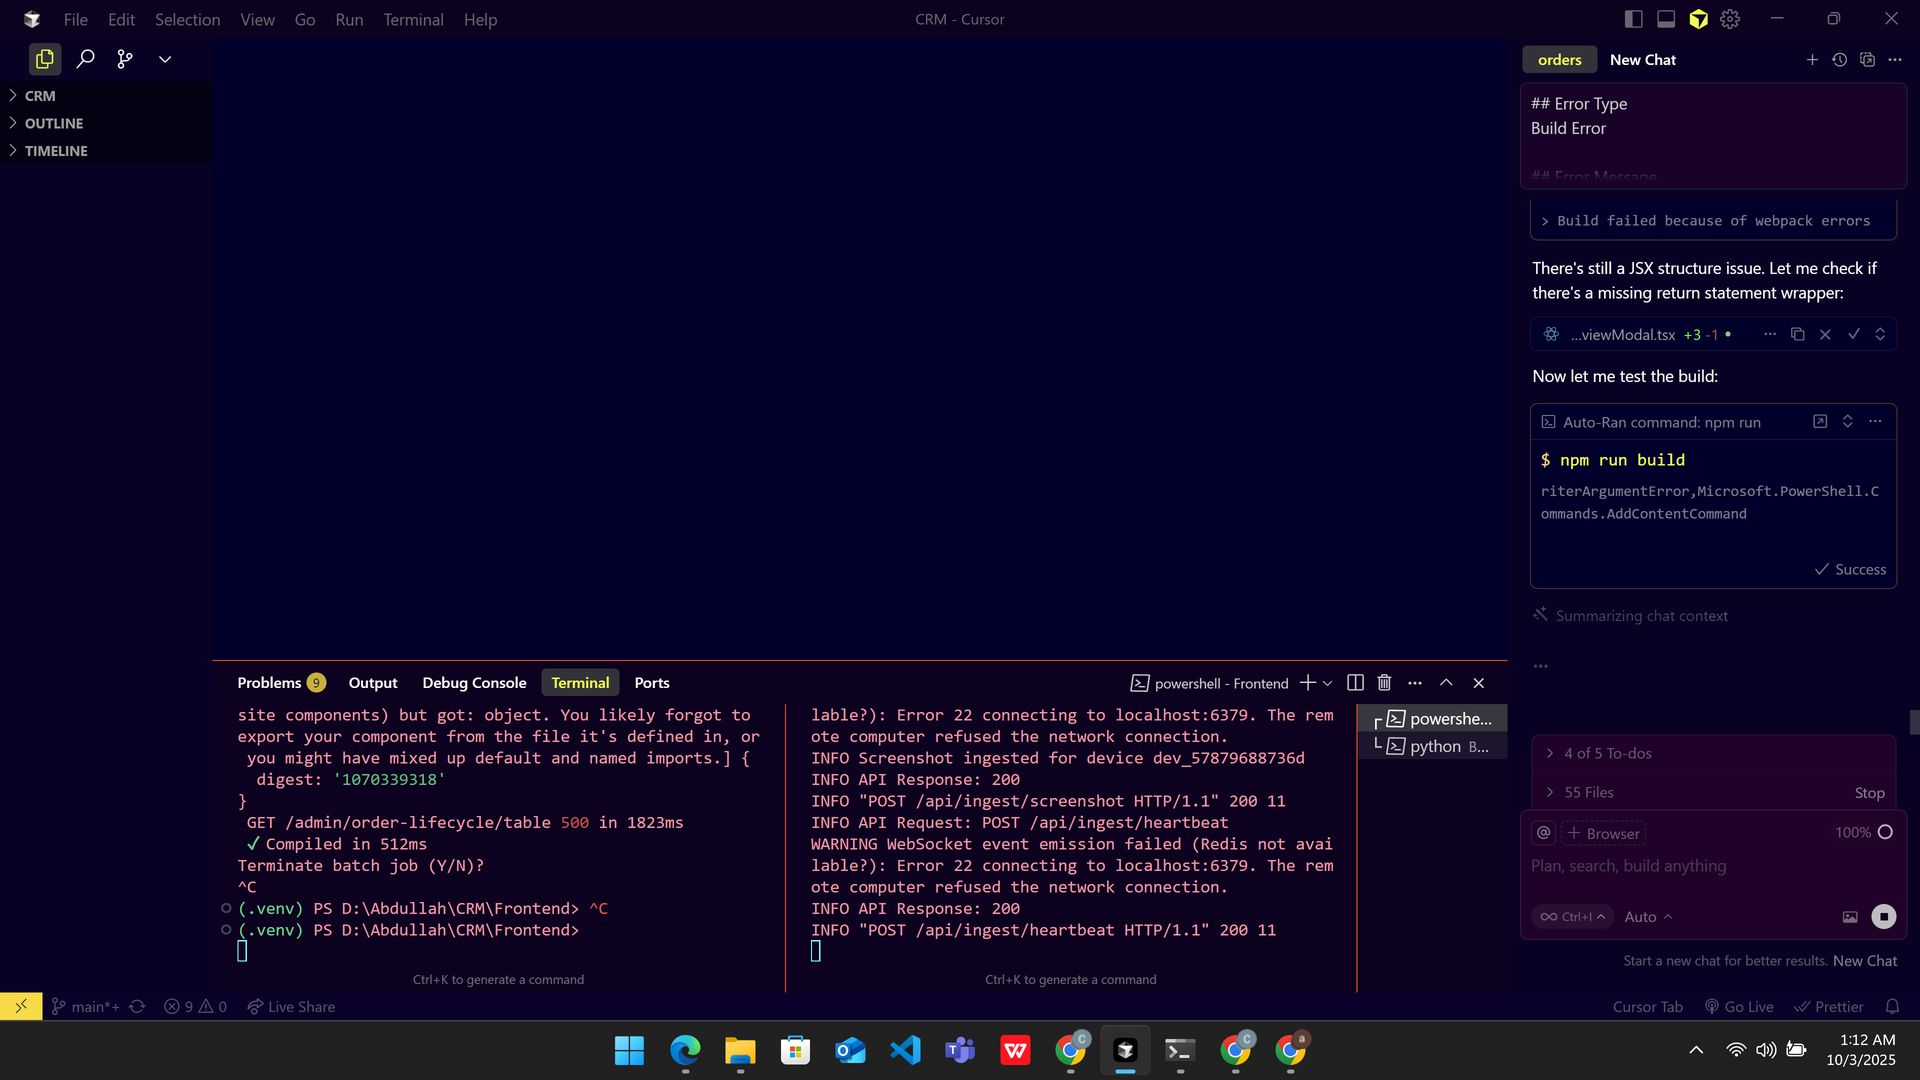 File Edit Selection View Go Run Terminal Help
CRM - Cursor
CRM
OUTLINE
TIMELINE
orders New Chat
## Error Type
Build Error
## Error Message
> Build failed because of webpack errors
There's still a JSX structure issue. Let me check if
there's a missing return statement wrapper:
...viewModal.tsx +3 -1
Now let me test the build:
Auto-Ran command: npm run
$ npm run build
riterArgumentError,Microsoft.PowerShell.C
ommands.AddContentCommand
Success
Summarizing chat context
4 of 5 To-dos
55 Files Stop
@ + Browser 100%
Plan, search, build anything
Ctrl+I Auto
Start a new chat for better results. New Chat
Problems 9 Output Debug Console Terminal Ports
powershell - Frontend
site components) but got: object. You likely forgot to
export your component from the file it's defined in, or
you might have mixed up default and named imports.] {
digest: '1070339318'
}
GET /admin/order-lifecycle/table 500 in 1823ms
✓ Compiled in 512ms
Terminate batch job (Y/N)?
^C
(.venv) PS D:\Abdullah\CRM\Frontend> ^C
(.venv) PS D:\Abdullah\CRM\Frontend>
Ctrl+K to generate a command
lable?): Error 22 connecting to localhost:6379. The rem
ote computer refused the network connection.
INFO Screenshot ingested for device dev_57879688736d
INFO API Response: 200
INFO "POST /api/ingest/screenshot HTTP/1.1" 200 11
INFO API Request: POST /api/ingest/heartbeat
WARNING WebSocket event emission failed (Redis not avai
lable?): Error 22 connecting to localhost:6379. The rem
ote computer refused the network connection.
INFO API Response: 200
INFO "POST /api/ingest/heartbeat HTTP/1.1" 200 11
Ctrl+K to generate a command
powershe...
python B...
main*+ 9 0 Live Share
Cursor Tab Go Live Prettier
1:12 AM
10/3/2025